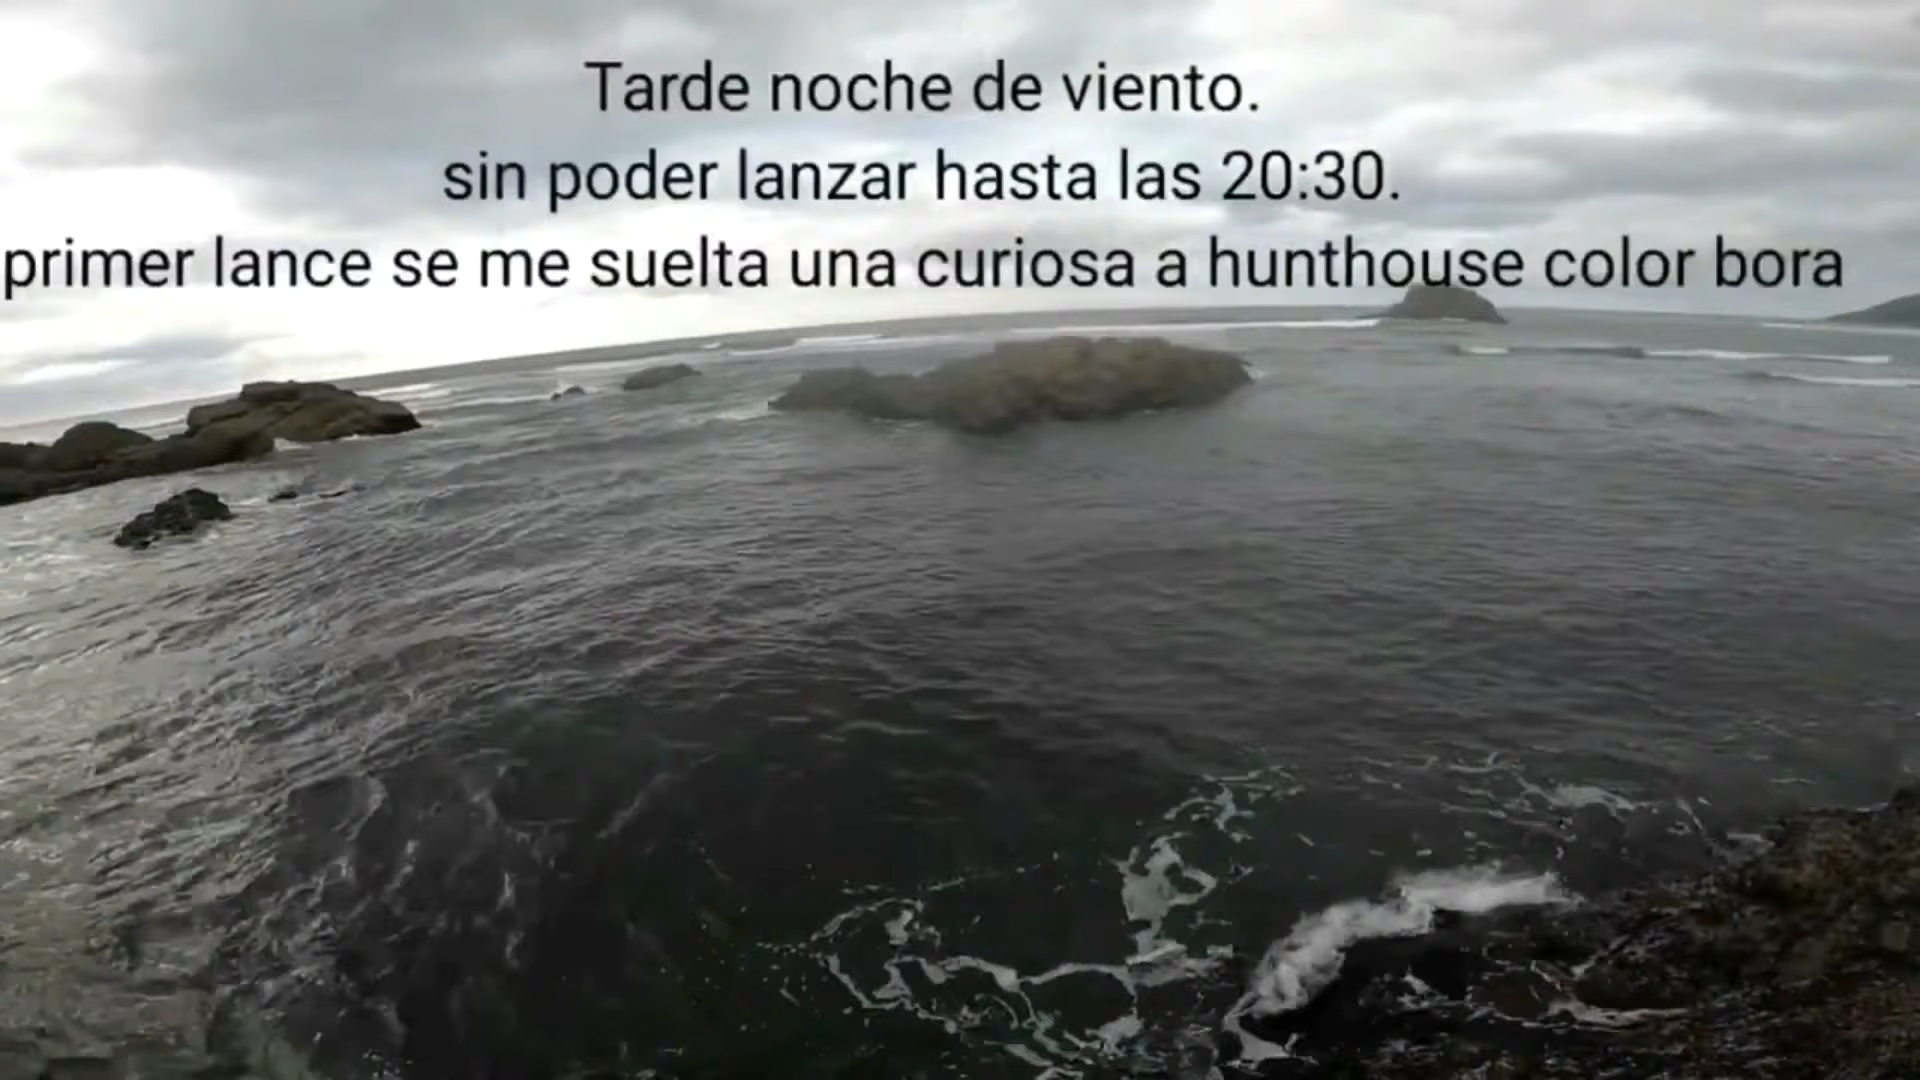 Tarde noche de viento.
sin poder lanzar hasta las 20:30.
primer lance se me suelta una curiosa a hunthouse color bora